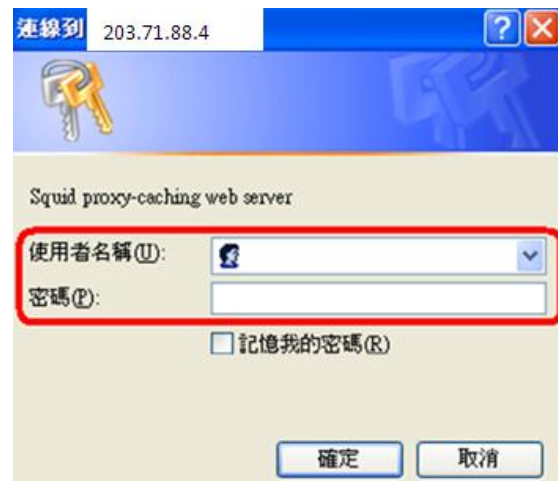 連線到 203.71.88.4
Squid proxy-caching web server
使用者名稱(U):
密碼(P):
記憶我的密碼(R)
確定 取消